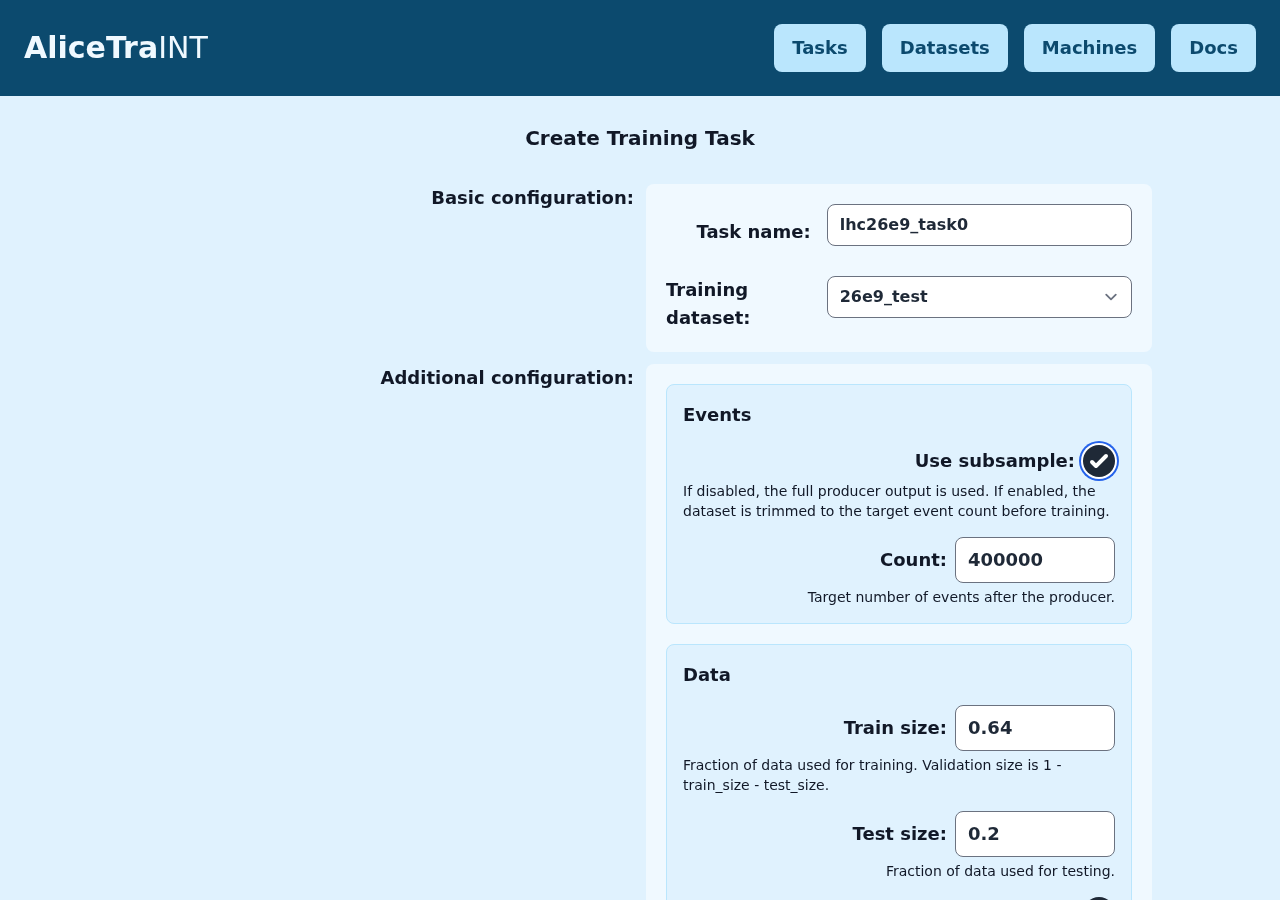 AliceTraINT
Tasks
Datasets
Machines
Docs
Create Training Task
Basic configuration:
Task name:
lhc26e9_task0
Training
dataset:
26e9_test
Additional configuration:
Events
Use subsample:
If disabled, the full producer output is used. If enabled, the
dataset is trimmed to the target event count before training.
Count:
400000
Target number of events after the producer.
Data
Train size:
0.64
Fraction of data used for training. Validation size is 1 -
train_size - test_size.
Test size:
0.2
Fraction of data used for testing.